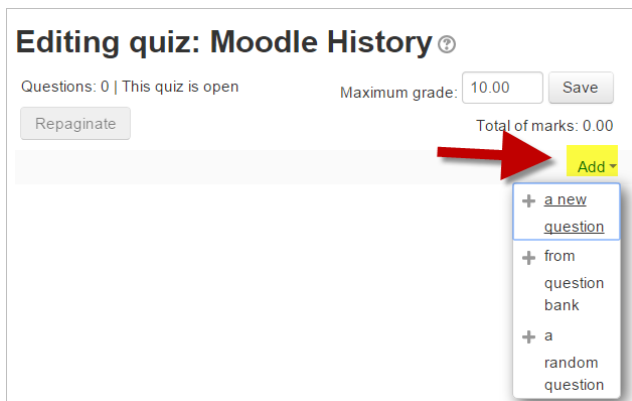 Editing quiz: Moodle History
Questions: 0 | This quiz is open
Maximum grade: 10.00 Save
Repaginate
Total of marks: 0.00
Add
a new
question
from
question
bank
a
random
question